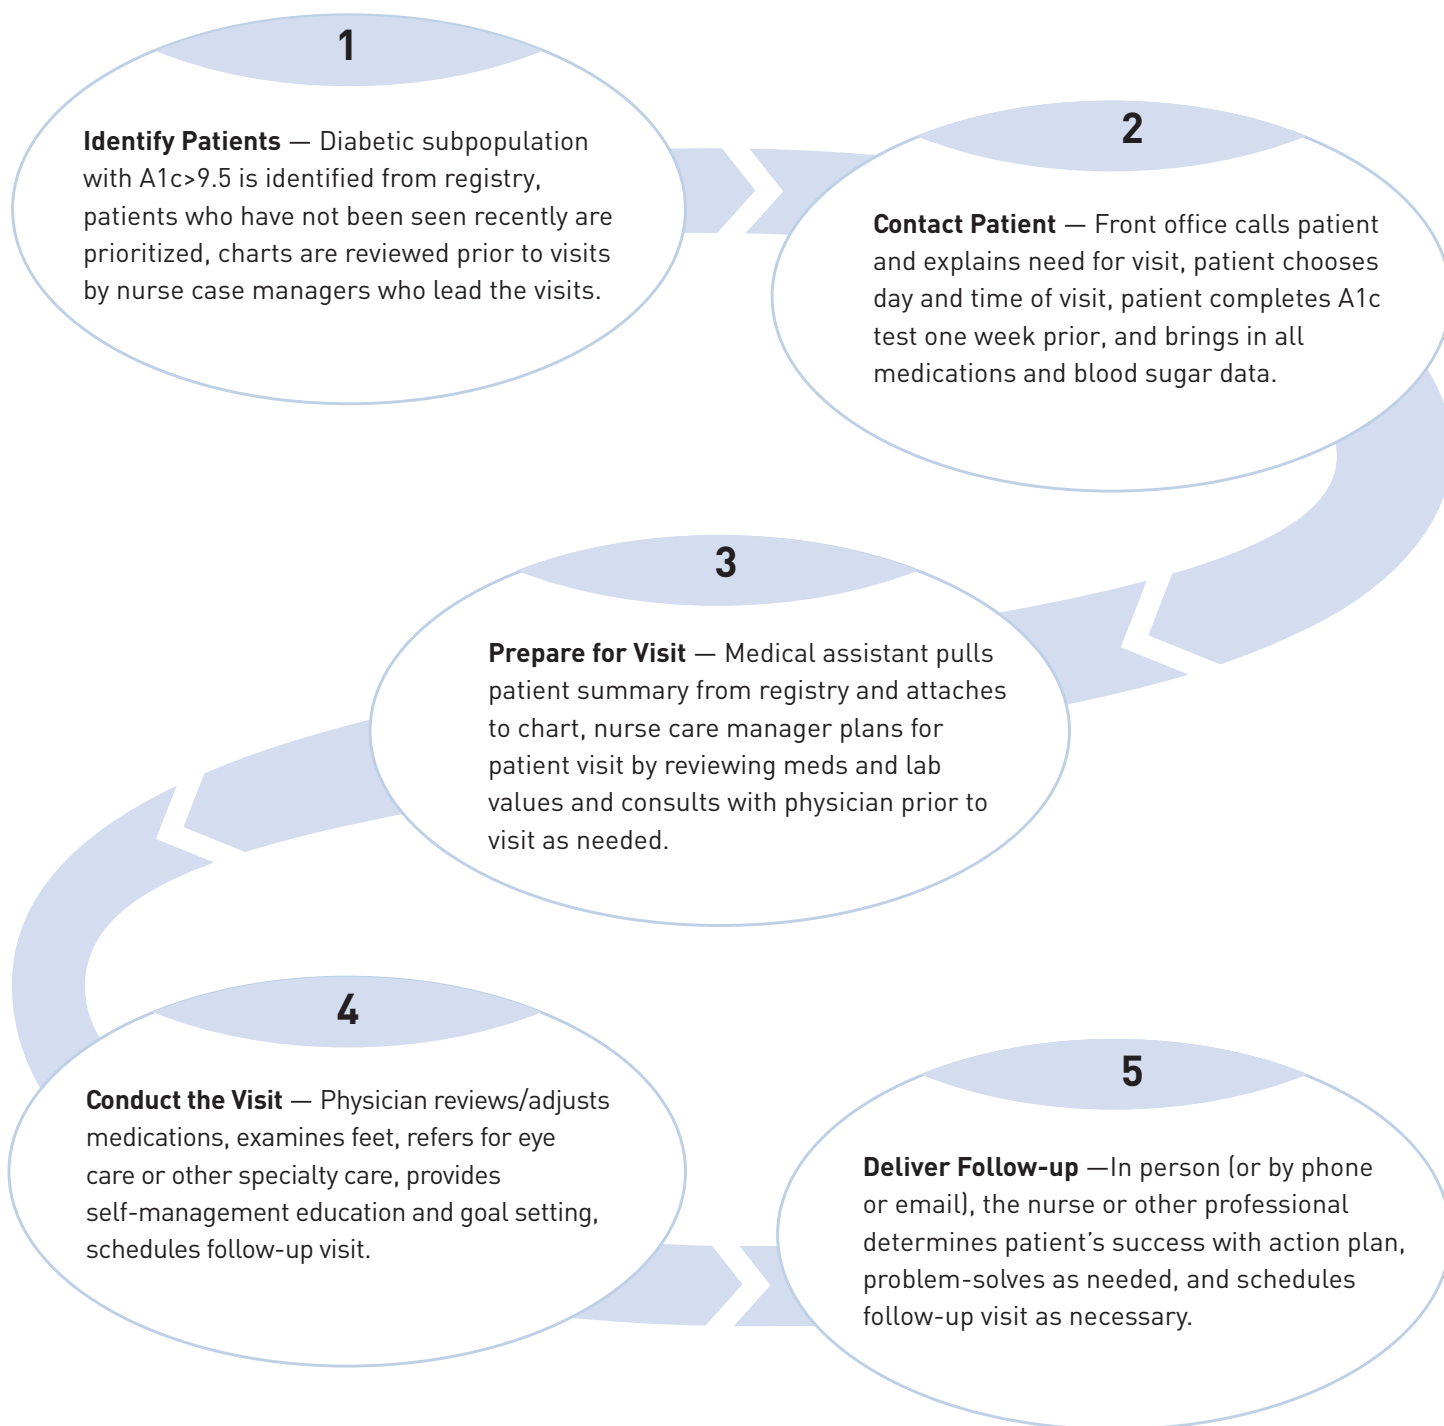 1
Identify Patients — Diabetic subpopulation
with A1c>9.5 is identified from registry,
patients who have not been seen recently are
prioritized, charts are reviewed prior to visits
by nurse case managers who lead the visits.
2
Contact Patient — Front office calls patient
and explains need for visit, patient chooses
day and time of visit, patient completes A1c
test one week prior, and brings in all
medications and blood sugar data.
3
Prepare for Visit — Medical assistant pulls
patient summary from registry and attaches
to chart, nurse care manager plans for
patient visit by reviewing meds and lab
values and consults with physician prior to
visit as needed.
4
Conduct the Visit — Physician reviews/adjusts
medications, examines feet, refers for eye
care or other specialty care, provides
self-management education and goal setting,
schedules follow-up visit.
5
Deliver Follow-up —In person (or by phone
or email), the nurse or other professional
determines patient’s success with action plan,
problem-solves as needed, and schedules
follow-up visit as necessary.